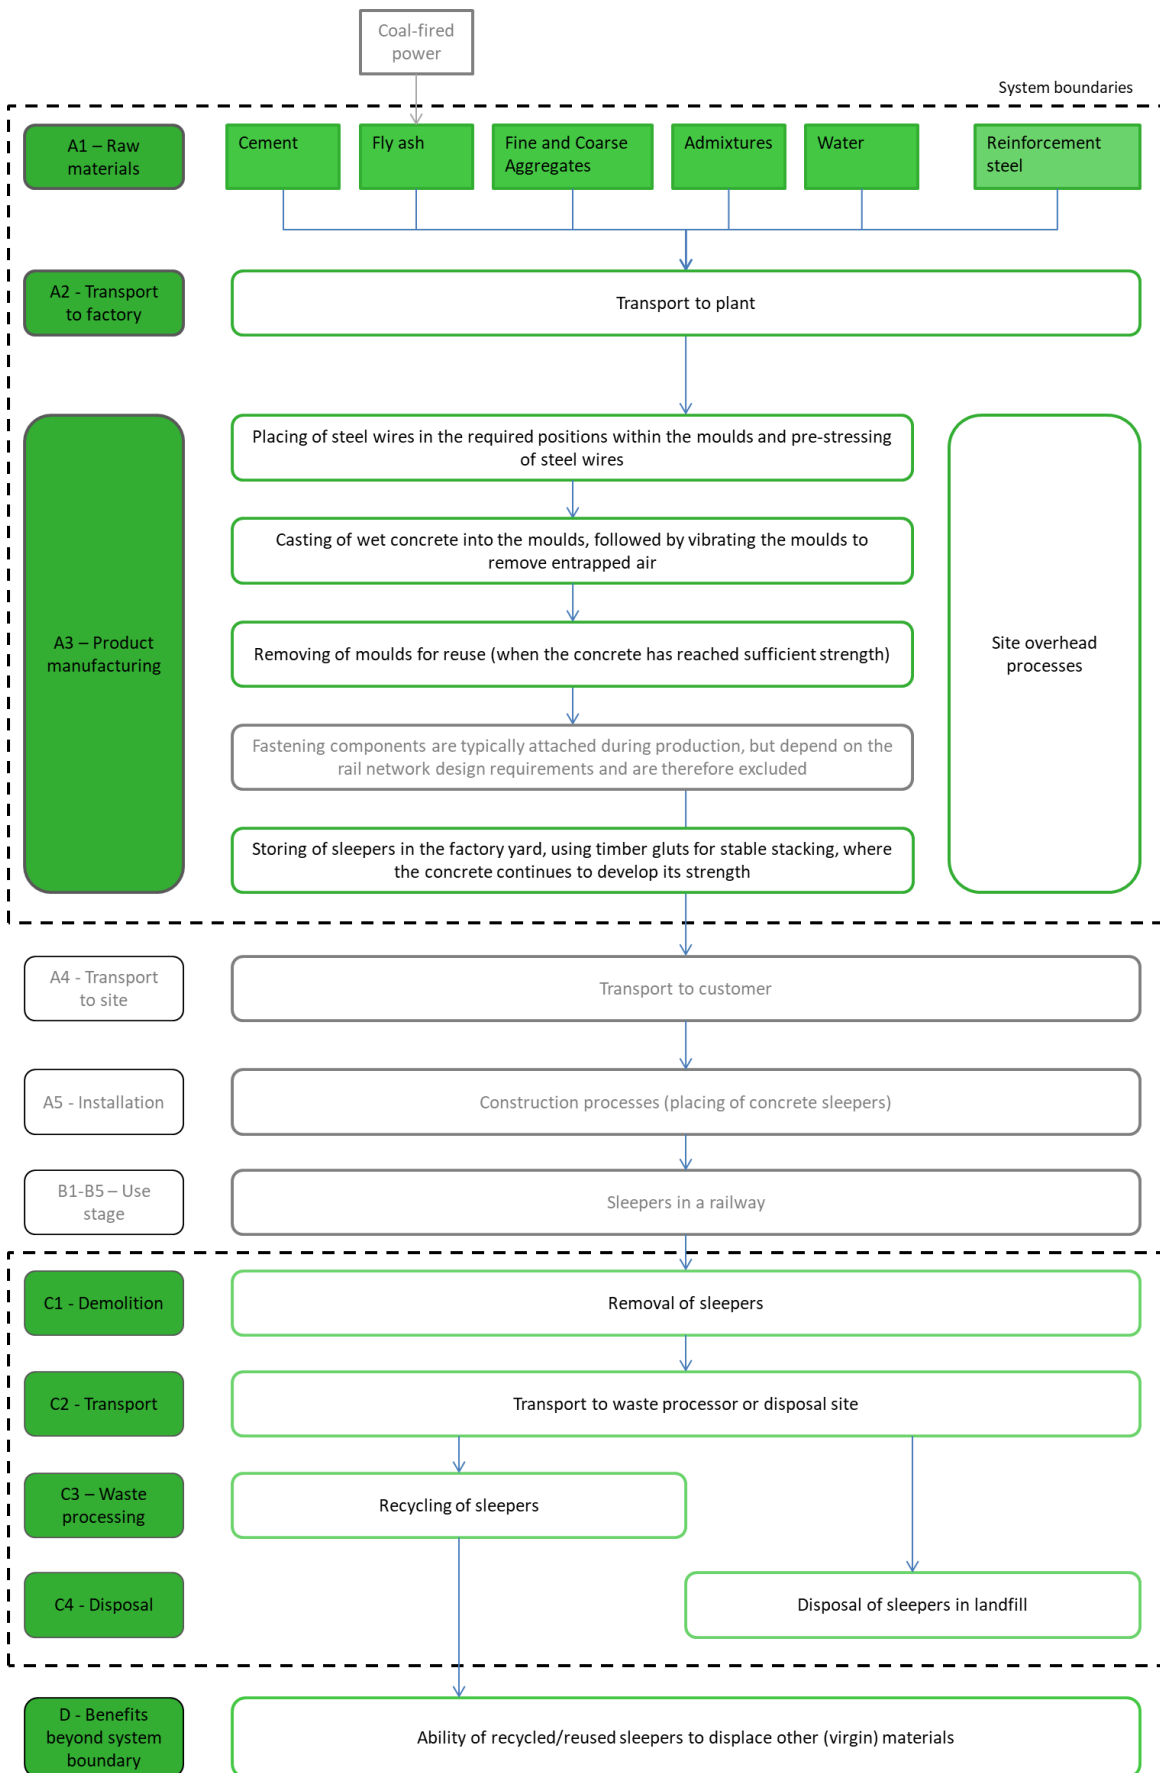 Coal-fired
power
System boundaries
A1 – Raw
materials
Cement
Fly ash
Fine and Coarse
Aggregates
Admixtures
Water
Reinforcement
steel
A2 - Transport
to factory
Transport to plant
Placing of steel wires in the required positions within the moulds and pre-stressing
of steel wires
Casting of wet concrete into the moulds, followed by vibrating the moulds to
remove entrapped air
A3 – Product
manufacturing
Removing of moulds for reuse (when the concrete has reached sufficient strength)
Site overhead
processes
Fastening components are typically attached during production, but depend on the
rail network design requirements and are therefore excluded
Storing of sleepers in the factory yard, using timber gluts for stable stacking, where
the concrete continues to develop its strength
A4 - Transport
to site
Transport to customer
A5 - Installation
Construction processes (placing of concrete sleepers)
B1-B5 – Use
stage
Sleepers in a railway
C1 - Demolition
Removal of sleepers
C2 - Transport
Transport to waste processor or disposal site
C3 – Waste
processing
Recycling of sleepers
C4 - Disposal
Disposal of sleepers in landfill
D - Benefits
beyond system
boundary
Ability of recycled/reused sleepers to displace other (virgin) materials